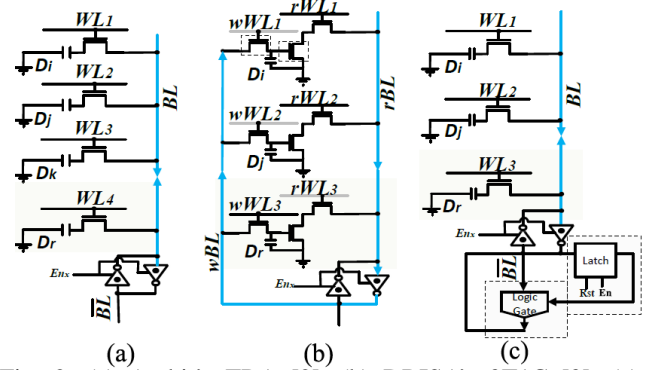 WL1
Di
WL2
Dj
WL3
Dk
WL4
Dr
BL
Enx
BL
(a)
rWL1
wWL1
Di
rWL2
wWL2
Dj
rWL3
wWL3
Dr
rBL
wBL
Enx
(b)
WL1
Di
WL2
Dj
WL3
Dr
BL
Enx
BL
Latch
Rst En
Logic
Gate
(c)